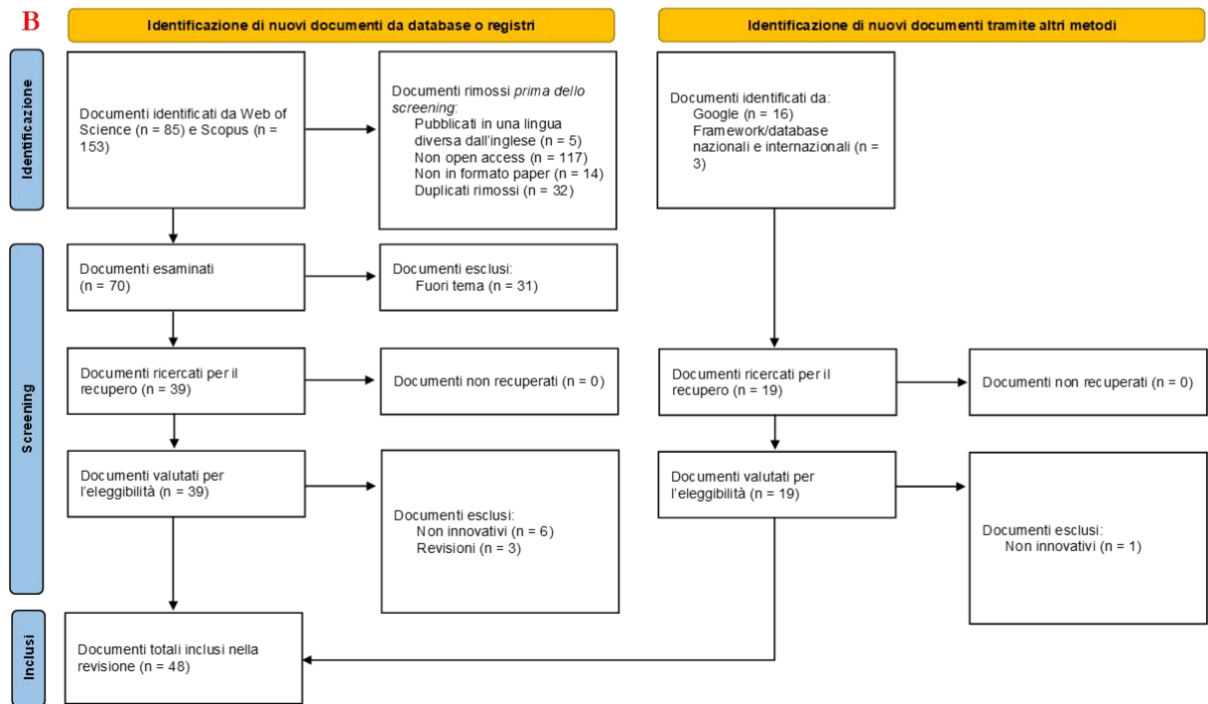 B
Identificazione di nuovi documenti da database o registri
Identificazione di nuovi documenti tramite altri metodi
Identificazione
Documenti identificati da Web of
Science (n = 85) e Scopus (n =
153)
Documenti rimossi prima dello
screening:
Pubblicati in una lingua
diversa dall'inglese (n = 5)
Non open access (n = 117)
Non in formato paper (n = 14)
Duplicati rimossi (n = 32)
Documenti identificati da:
Google (n = 16)
Framework/database
nazionali e internazionali (n =
3)
Screening
Documenti esaminati
(n = 70)
Documenti esclusi:
Fuori tema (n = 31)
Documenti ricercati per il
recupero (n = 39)
Documenti non recuperati (n = 0)
Documenti ricercati per il
recupero (n = 19)
Documenti non recuperati (n = 0)
Documenti valutati per
l'eleggibilità (n = 39)
Documenti esclusi:
Non innovativi (n = 6)
Revisioni (n = 3)
Documenti valutati per
l'eleggibilità (n = 19)
Documenti esclusi:
Non innovativi (n = 1)
Inclusi
Documenti totali inclusi nella
revisione (n = 48)